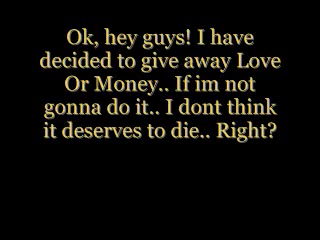 Ok, hey guys! I have
decided to give away Love
Or Money.. If im not
gonna do it.. I dont think
it deserves to die.. Right?